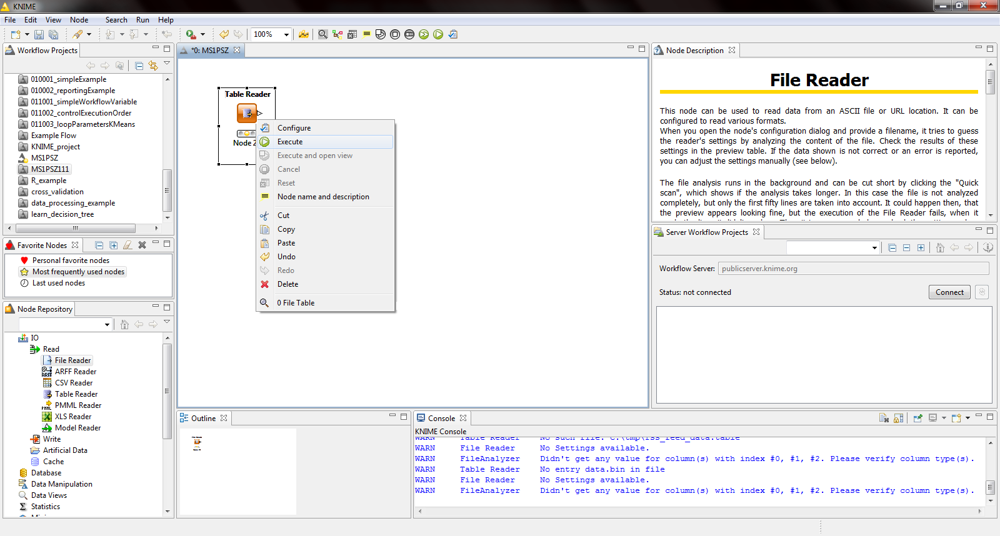 KNIME
File Edit View Node Search Run Help
100%
Workflow Projects
010001_simpleExample
010002_reportingExample
011001_simpleWorkflowVariable
011002_controlExecutionOrder
011003_loopParametersKMeans
Example Flow
KNIME_project
MS1PSZ
MS1PSZ111
R_example
cross_validation
data_processing_example
learn_decision_tree
Favorite Nodes
Personal favorite nodes
Most frequently used nodes
Last used nodes
Node Repository
IO
Read
File Reader
ARFF Reader
CSV Reader
Table Reader
PMML Reader
XLS Reader
Model Reader
Write
Artificial Data
Cache
Database
Data Manipulation
Data Views
Statistics
*0: MS1PSZ
Table Reader
Node
Configure
Execute
Execute and open view
Cancel
Reset
Node name and description
Cut
Copy
Paste
Undo
Redo
Delete
0 File Table
Outline
Node Description
File Reader
This node can be used to read data from an ASCII file or URL location. It can be
configured to read various formats.
When you open the node's configuration dialog and provide a filename, it tries to guess
the reader's settings by analyzing the content of the file. Check the results of these
settings in the preview table. If the data shown is not correct or an error is reported,
you can adjust the settings manually (see below).
The file analysis runs in the background and can be cut short by clicking the "Quick
scan", which shows if the analysis takes longer. In this case the file is not analyzed
completely, but only the first fifty lines are taken into account. It could happen then, that
the preview appears looking fine, but the execution of the File Reader fails, when it
Server Workflow Projects
Workflow Server: publicserver.knime.org
Status: not connected
Connect
Console
KNIME Console
WARN Table Reader No such file: C:\tmp\rss_feed_data.table
WARN File Reader No Settings available.
WARN FileAnalyzer Didn't get any value for column(s) with index #0, #1, #2. Please verify column type(s).
WARN Table Reader No entry data.bin in file
WARN File Reader No Settings available.
WARN FileAnalyzer Didn't get any value for column(s) with index #0, #1, #2. Please verify column type(s).